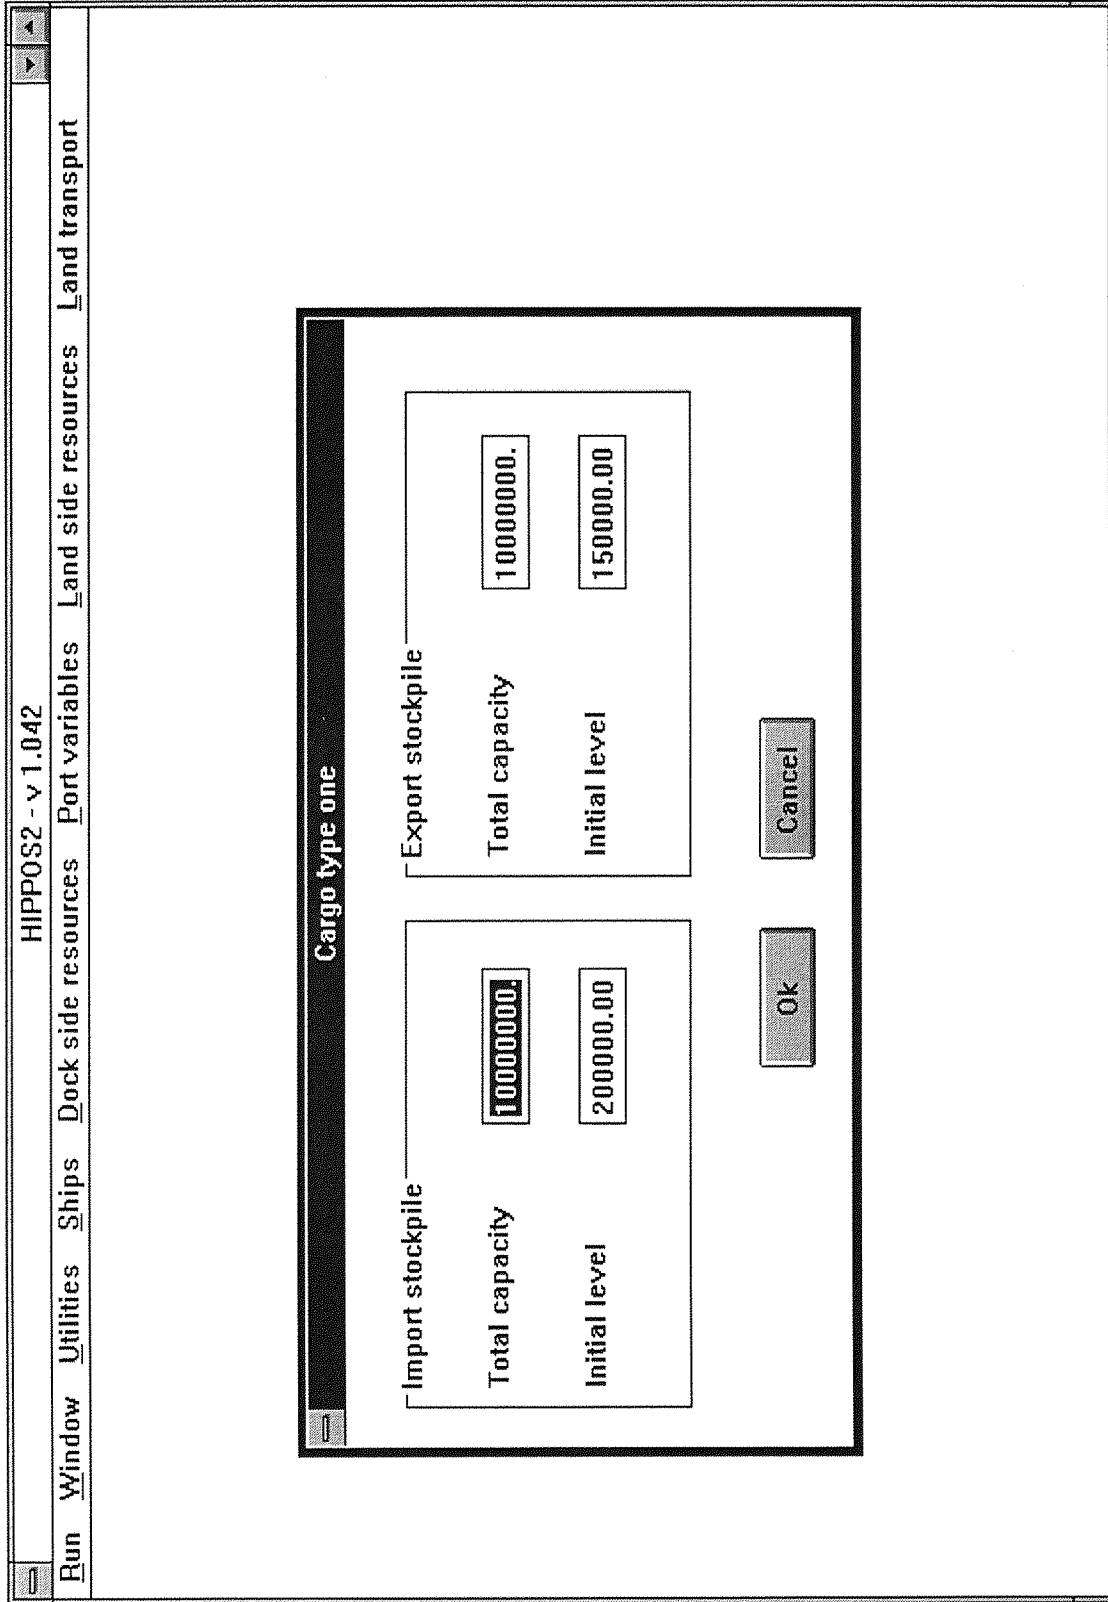 HIPPOS2 - v 1.042
Run Window Utilities Ships Dock side resources Port variables Land side resources Land transport
Cargo type one
Import stockpile
Total capacity 10000000.
Initial level 200000.00
Export stockpile
Total capacity 10000000.
Initial level 150000.00
Ok Cancel